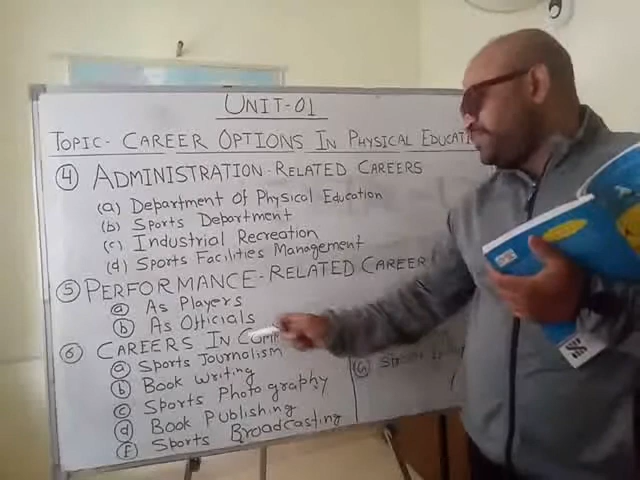 UNIT-01
TOPIC- CAREER OPTIONS IN PHYSICAL EDUCATI
④ ADMINISTRATION-RELATED CAREERS
(a) Department Of Physical Education
(b) Sports Department
(c) Industrial Recreation
(d) Sports Facilities Management
⑤ PERFORMANCE-RELATED CAREER
ⓐ As Players
ⓑ As Officials
⑥ CAREERS IN COM
ⓐ Sports Journalism
ⓑ Book Writing
ⓒ Sports Photography
ⓓ Book Publishing
ⓕ Sports Broadcasting